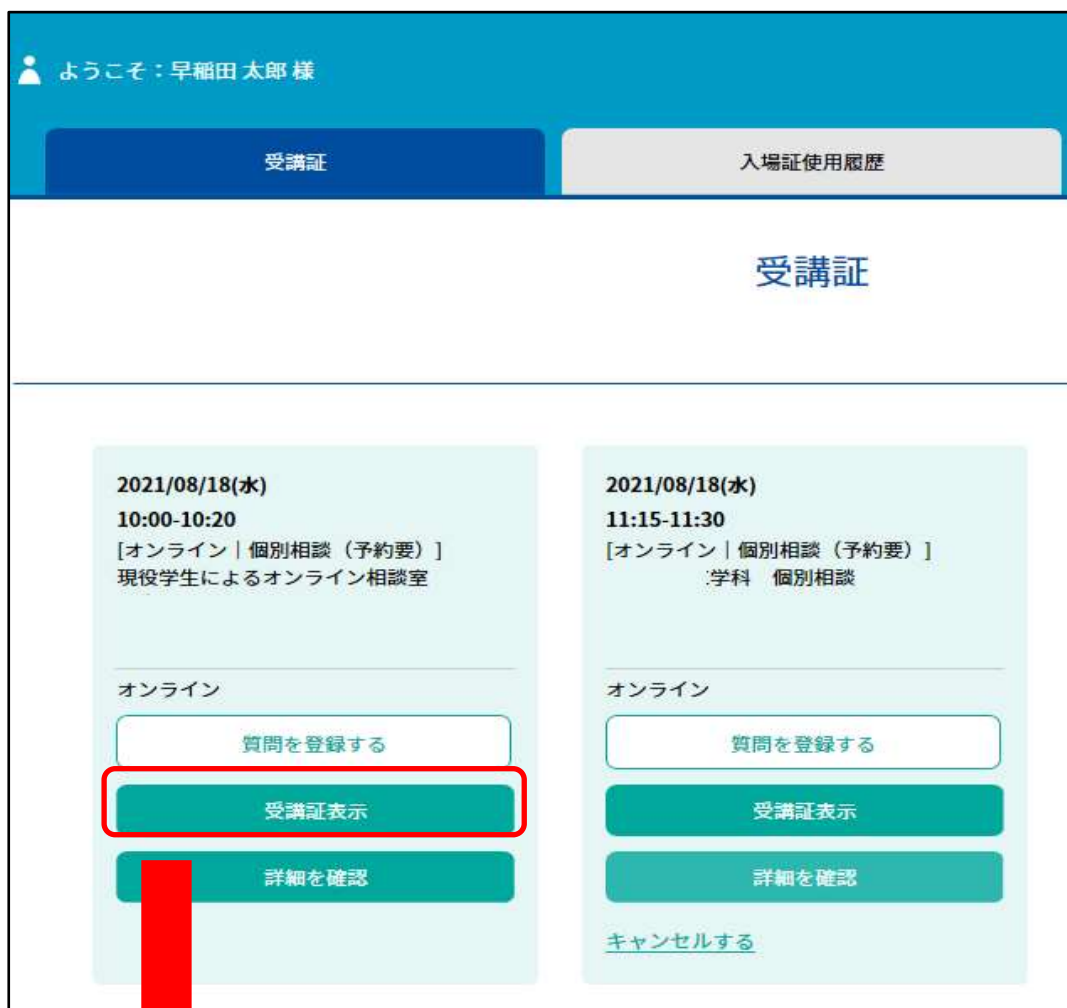 ようこそ：早稲田 太郎 様
受講証
入場証使用履歴
受講証
2021/08/18(水)
10:00-10:20
[オンライン｜個別相談（予約要）]
現役学生によるオンライン相談室
オンライン
質問を登録する
受講証表示
詳細を確認
2021/08/18(水)
11:15-11:30
[オンライン｜個別相談（予約要）]
学科　個別相談
オンライン
質問を登録する
受講証表示
詳細を確認
キャンセルする